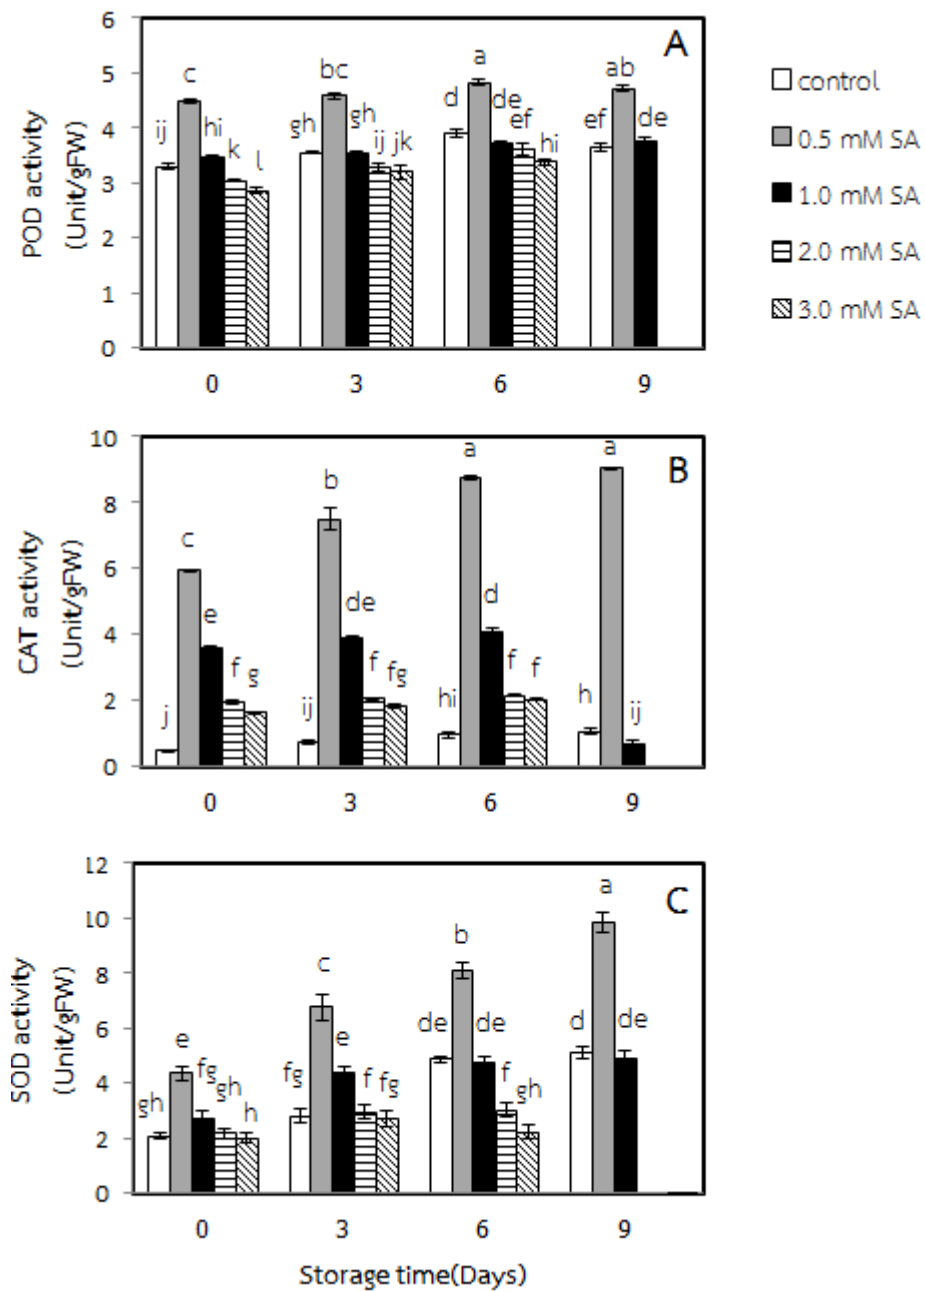 6
5
4
3
2
1
0
POD activity
(Unit/gFW)
A
ij
c
hi
k
l
gh
bc
gh
ij
jk
d
a
de
ef
hi
ef
ab
de
0
3
6
9
control
0.5 mM SA
1.0 mM SA
2.0 mM SA
3.0 mM SA
10
8
6
4
2
0
CAT activity
(Unit/gFW)
B
j
c
e
f
g
ij
b
de
f
fg
hi
a
d
f
f
h
a
ij
0
3
6
9
12
10
8
6
4
2
0
SOD activity
(Unit/gFW)
C
gh
e
fg
gh
h
fg
c
e
f
fg
de
b
de
f
gh
d
a
de
0
3
6
9
Storage time(Days)